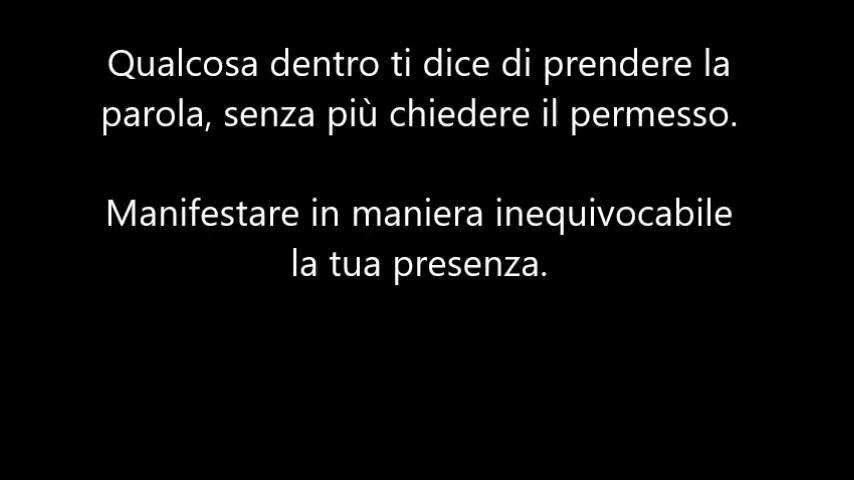 Qualcosa dentro ti dice di prendere la
parola, senza più chiedere il permesso.
Manifestare in maniera inequivocabile
la tua presenza.